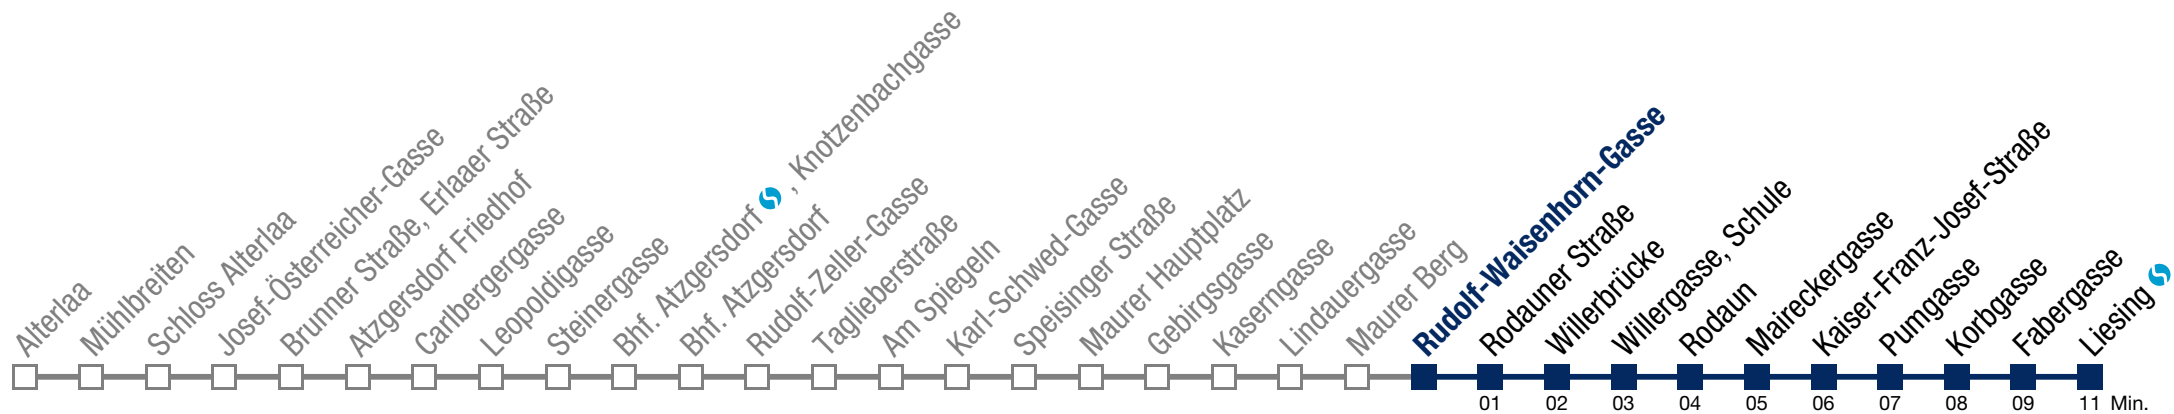 Alterlaa
Mühlbreiten
Schloss Alterlaa
Josef-Österreicher-Gasse
Brunner Straße, Erlaaer Straße
Atzgersdorf Friedhof
Carlbergergasse
Leopoldigasse
Steinergasse
Bhf. Atzgersdorf , Knotzenbachgasse
Bhf. Atzgersdorf
Rudolf-Zeller-Gasse
Taglieberstraße
Am Spiegeln
Karl-Schwed-Gasse
Speisinger Straße
Maurer Hauptplatz
Gebirgsgasse
Kaserngasse
Lindauergasse
Maurer Berg
Rudolf-Waisenhorn-Gasse
Rodauner Straße
Willerbrücke
Willergasse, Schule
Rodaun
Maireckergasse
Kaiser-Franz-Josef-Straße
Pumgasse
Korbgasse
Fabergasse
Liesing
01 02 03 04 05 06 07 08 09 11 Min.